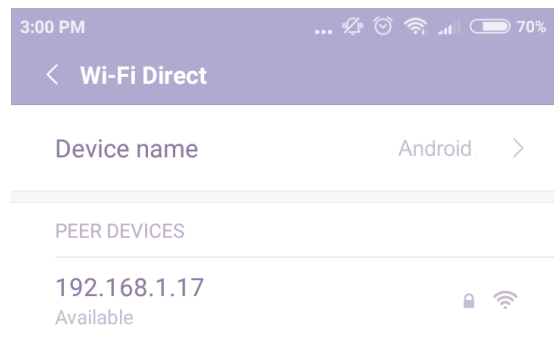 3:00 PM ... 70%
Wi-Fi Direct
Device name Android
PEER DEVICES
192.168.1.17
Available